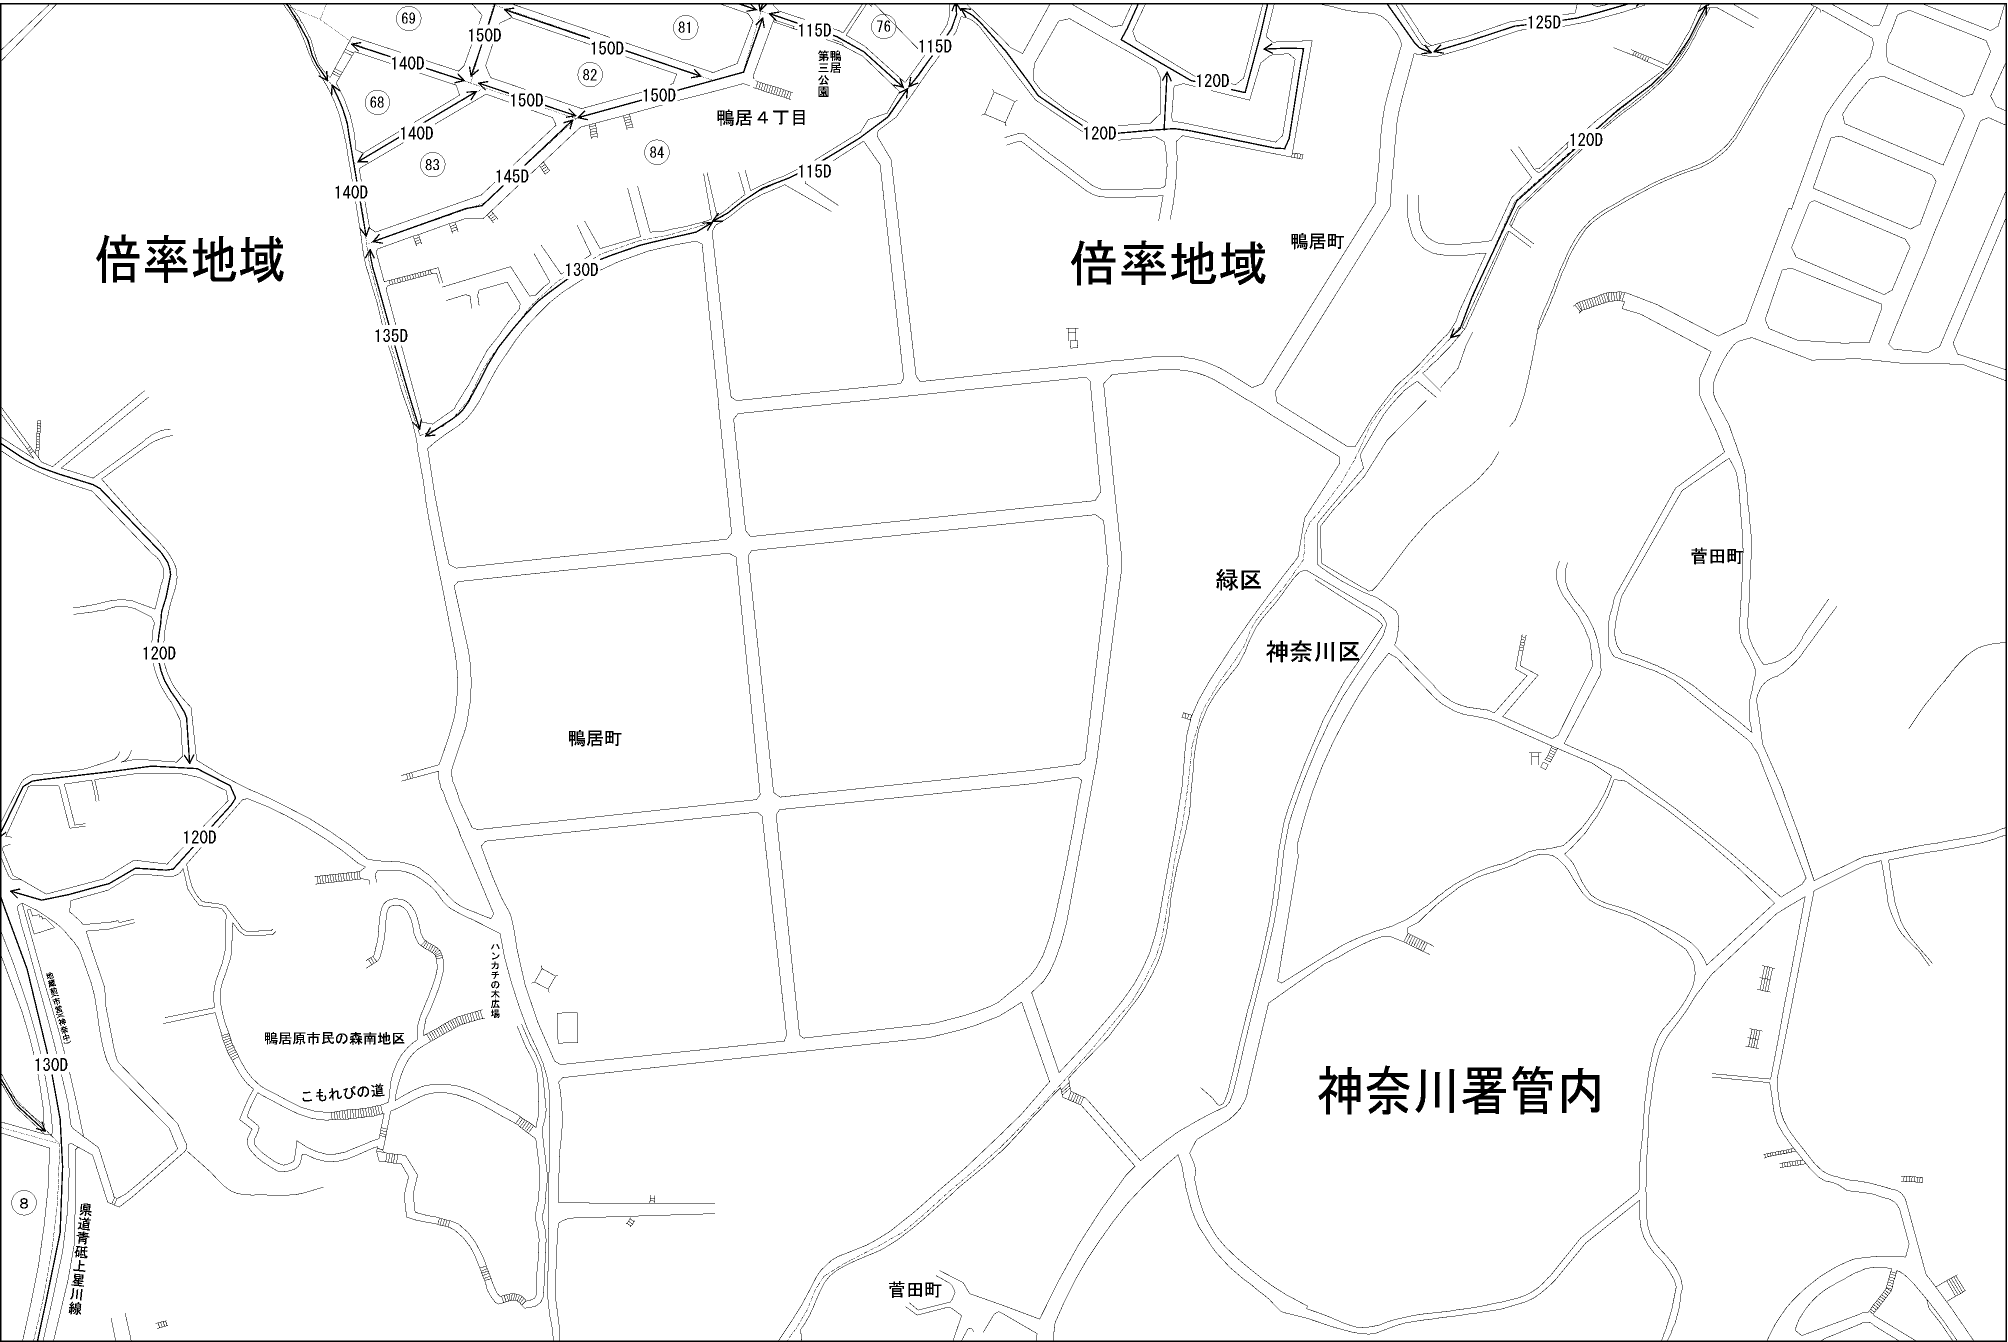 69
81
76
125D
150D
150D
115D
115D
140D
82
鴨居第三公園
120D
68
150D
150D
鴨居4丁目
140D
84
120D
120D
83
145D
115D
140D
倍率地域
倍率地域
鴨居町
130D
135D
菅田町
緑区
神奈川区
120D
鴨居町
120D
ハンカチの木広場
鴨居原市民の森南地区
130D
こもれびの道
神奈川署管内
8
県道青砥上星川線
菅田町